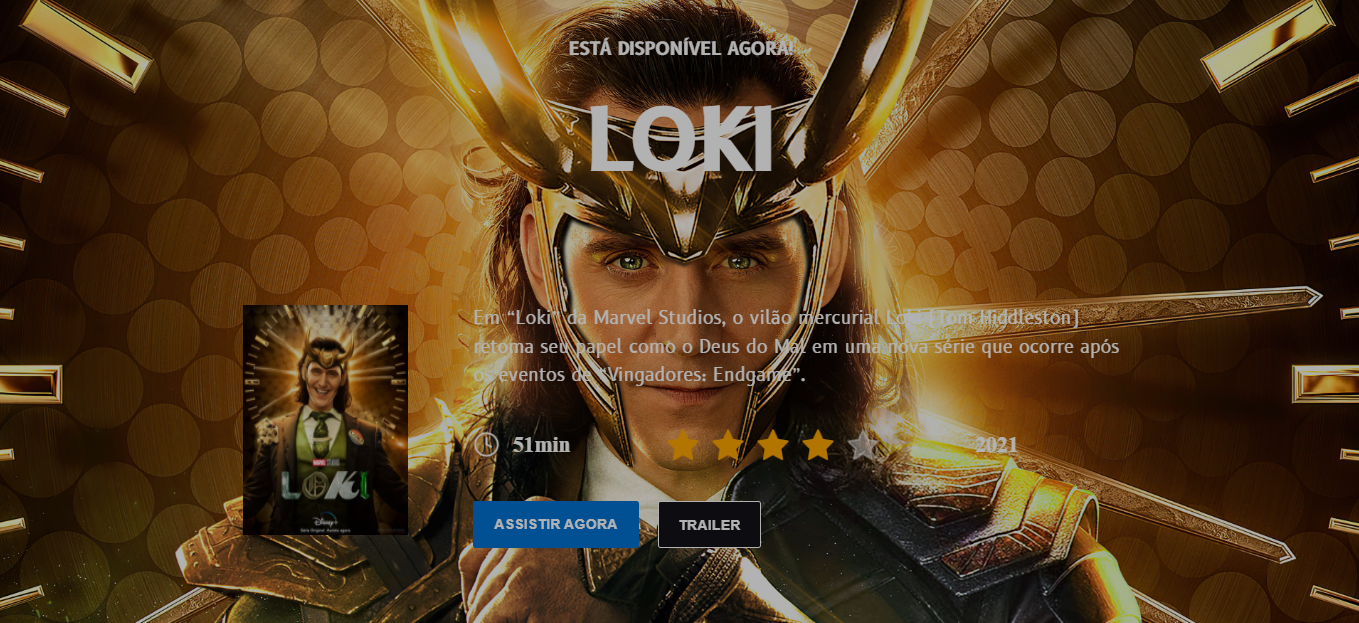 ESTÁ DISPONÍVEL AGORA!
LOKI
Em “Loki” da Marvel Studios, o vilão mercurial Loki (Tom Hiddleston)
retoma seu papel como o Deus do Mal em uma nova série que ocorre após
os eventos de “Vingadores: Endgame”.
51min
2021
ASSISTIR AGORA
TRAILER
MARVEL STUDIOS
LOKI
Disney+
Série Original. Assista agora.